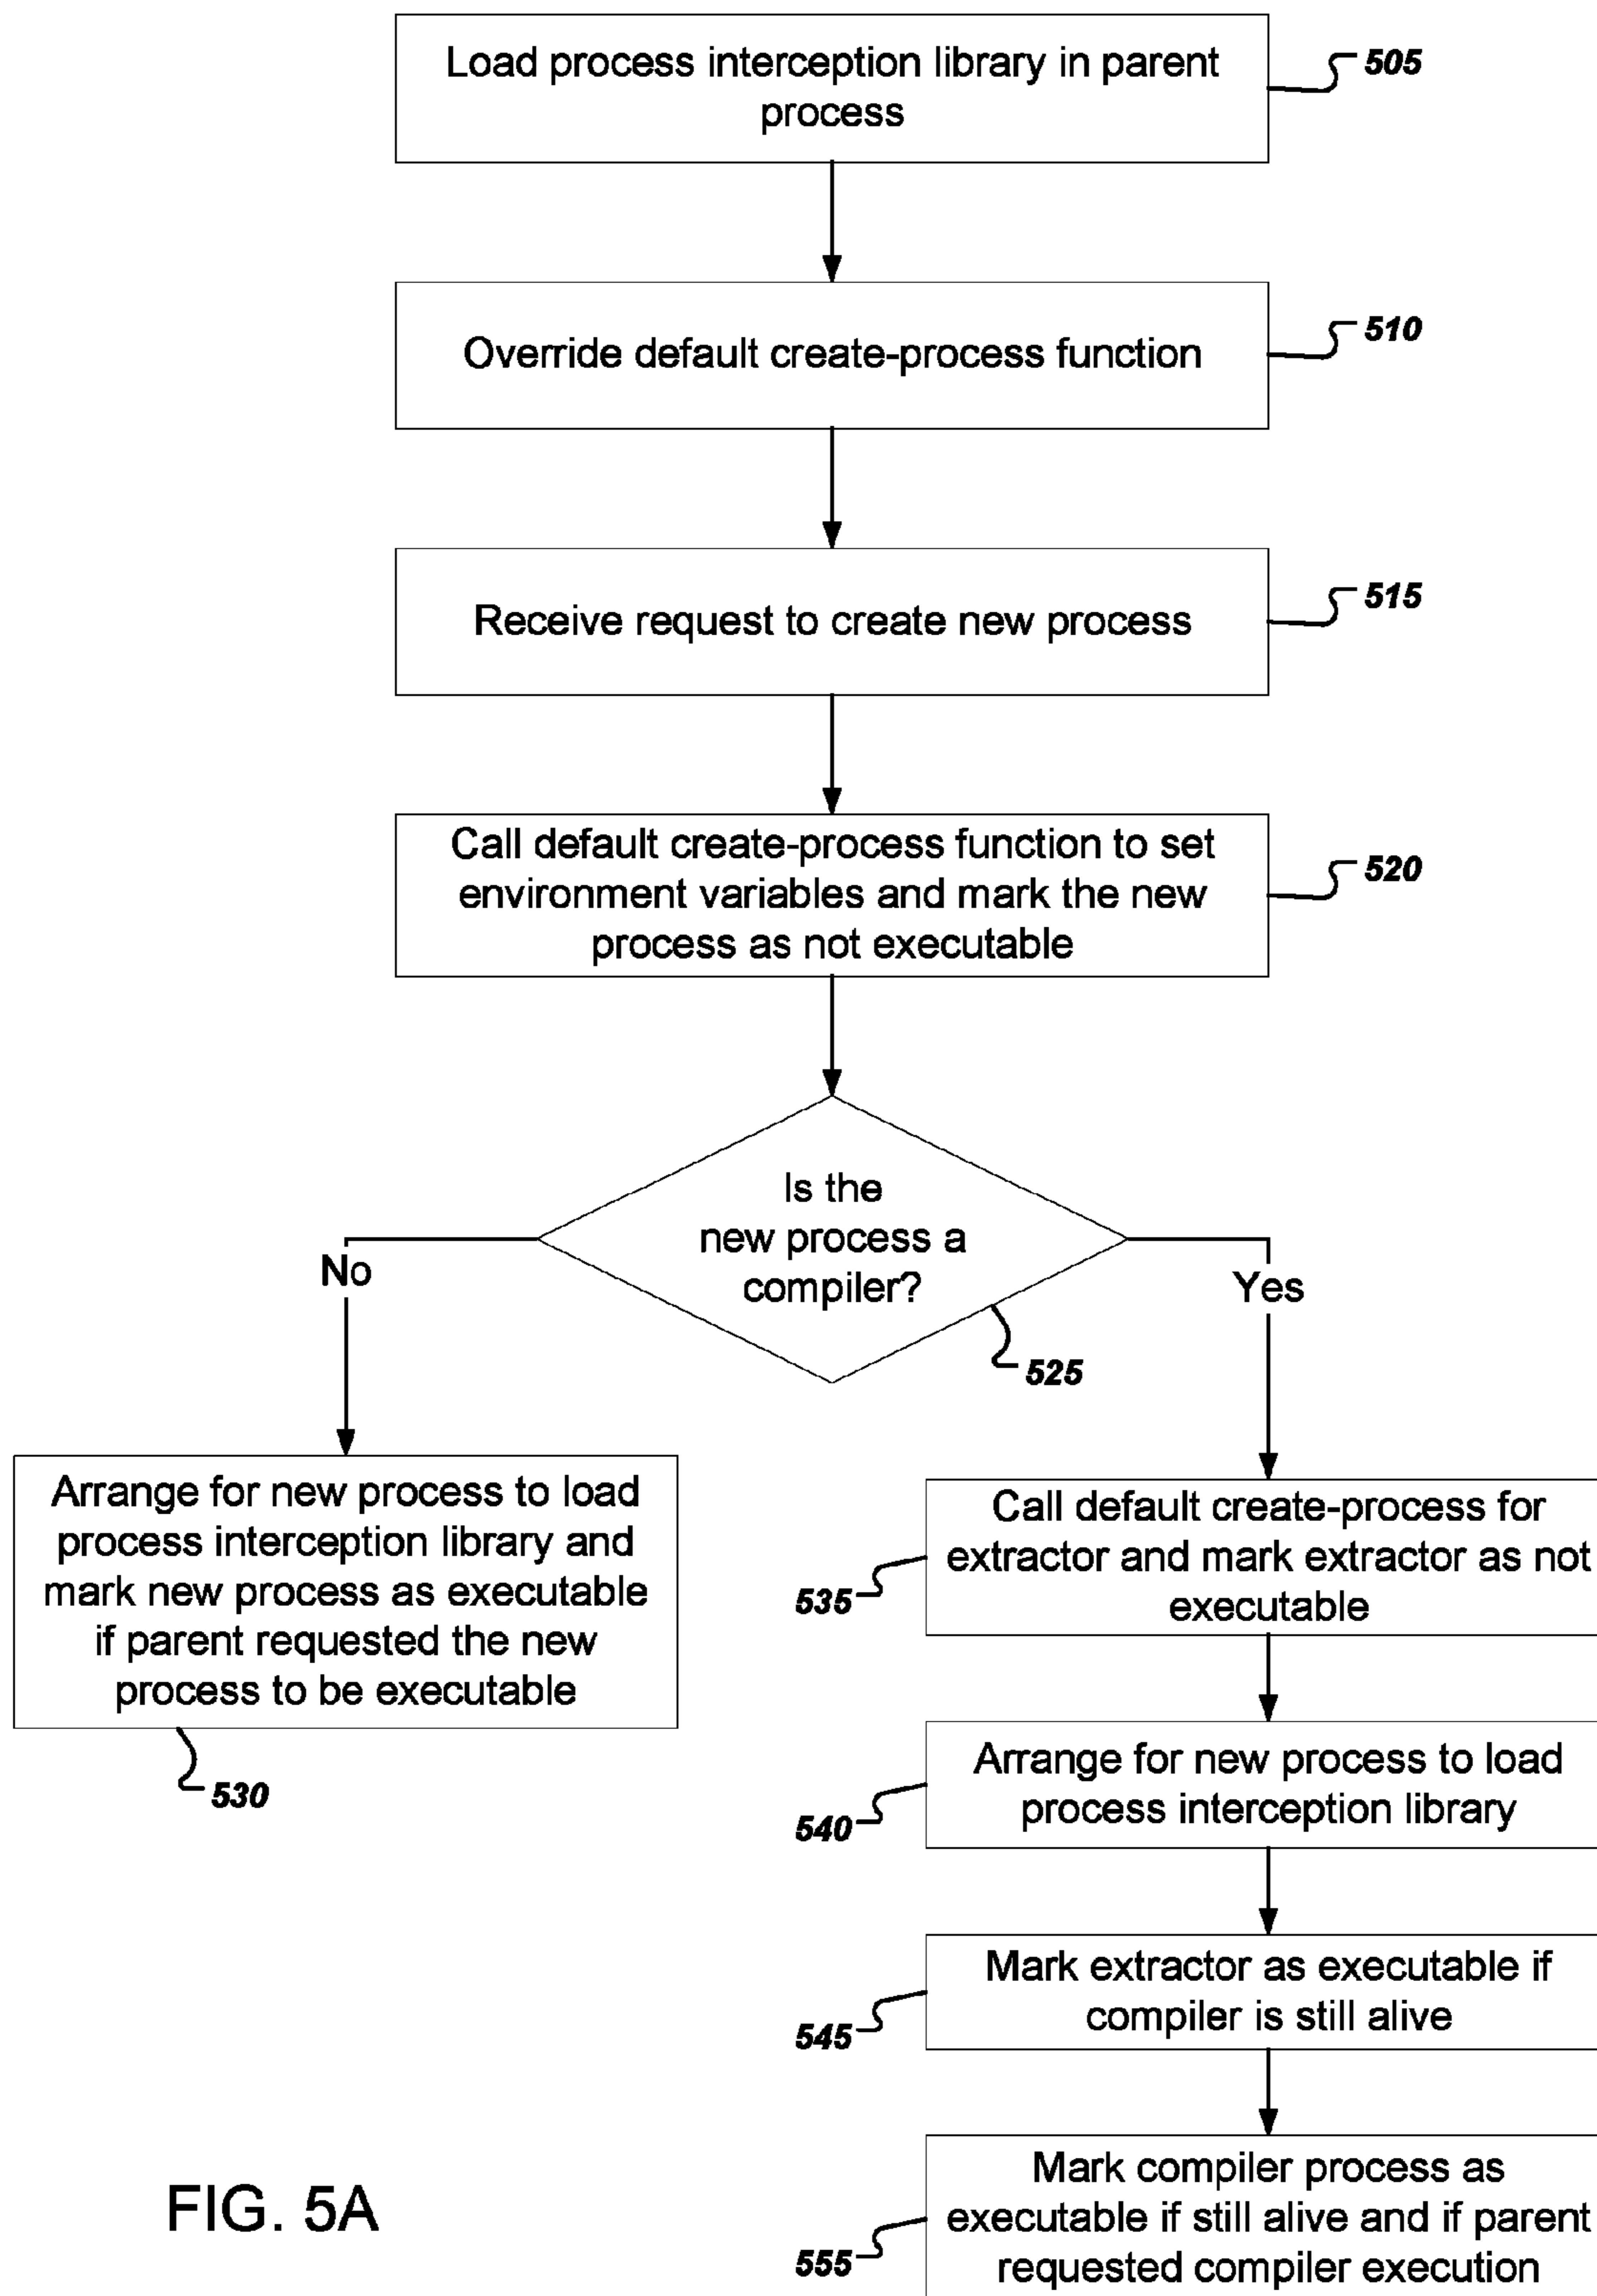 Load process interception library in parent
process
505
Override default create-process function
510
Receive request to create new process
515
Call default create-process function to set
environment variables and mark the new
process as not executable
520
Is the
new process a
compiler?
525
No
Yes
Arrange for new process to load
process interception library and
mark new process as executable
if parent requested the new
process to be executable
530
Call default create-process for
extractor and mark extractor as not
executable
535
Arrange for new process to load
process interception library
540
Mark extractor as executable if
compiler is still alive
545
Mark compiler process as
executable if still alive and if parent
requested compiler execution
555
FIG. 5A